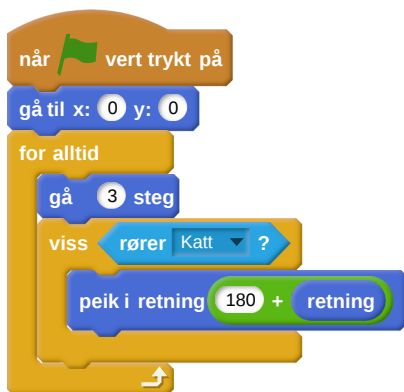 når vert trykt på
gå til x: 0 y: 0
for alltid
gå 3 steg
viss rører Katt ?
peik i retning 180 + retning